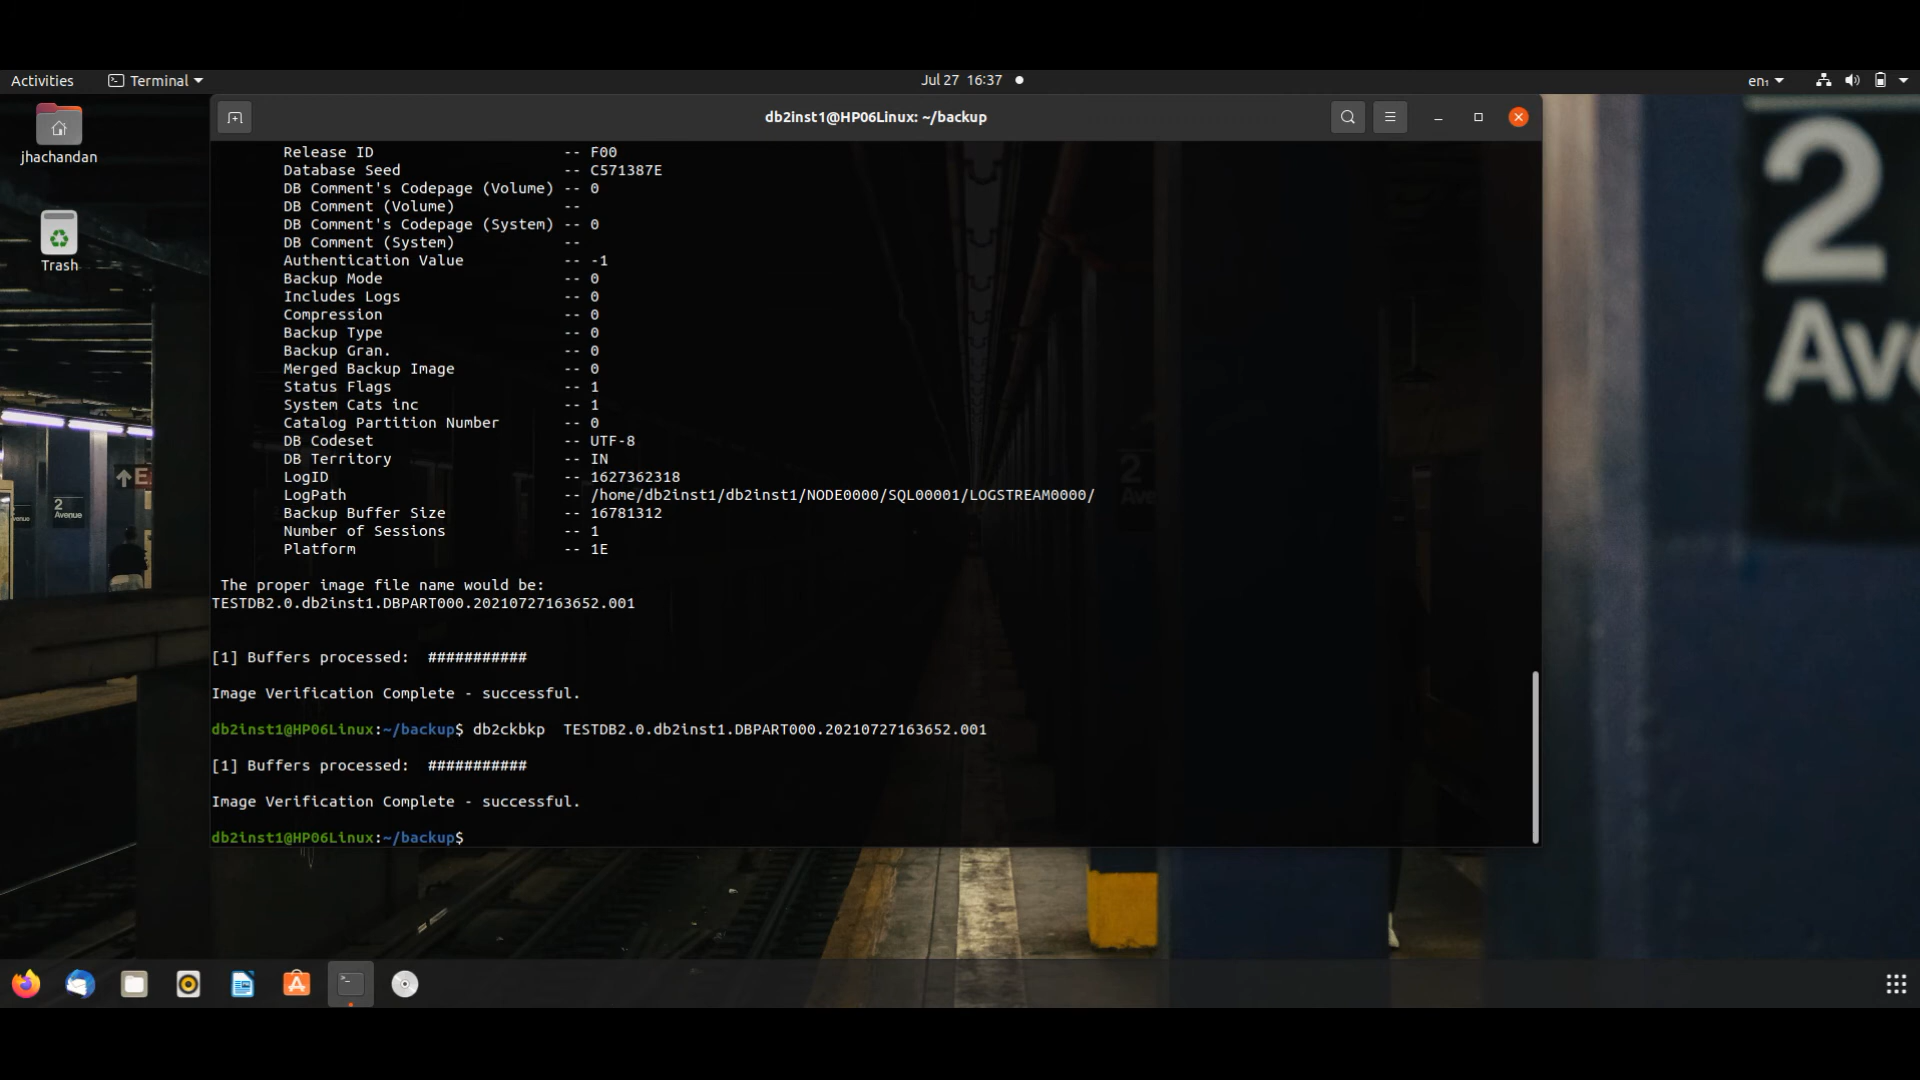 Activities
Terminal
Jul 27 16:37
en₁
jhachandan
Trash
db2inst1@HP06Linux: ~/backup
Release ID -- F00
Database Seed -- C571387E
DB Comment's Codepage (Volume) -- 0
DB Comment (Volume) --
DB Comment's Codepage (System) -- 0
DB Comment (System) --
Authentication Value -- -1
Backup Mode -- 0
Includes Logs -- 0
Compression -- 0
Backup Type -- 0
Backup Gran. -- 0
Merged Backup Image -- 0
Status Flags -- 1
System Cats inc -- 1
Catalog Partition Number -- 0
DB Codeset -- UTF-8
DB Territory -- IN
LogID -- 1627362318
LogPath -- /home/db2inst1/db2inst1/NODE0000/SQL00001/LOGSTREAM0000/
Backup Buffer Size -- 16781312
Number of Sessions -- 1
Platform -- 1E
The proper image file name would be:
TESTDB2.0.db2inst1.DBPART000.20210727163652.001
[1] Buffers processed: ###########
Image Verification Complete - successful.
db2inst1@HP06Linux:~/backup$ db2ckbkp TESTDB2.0.db2inst1.DBPART000.20210727163652.001
[1] Buffers processed: ###########
Image Verification Complete - successful.
db2inst1@HP06Linux:~/backup$
2
Av
2
Av
E
2
Avenue